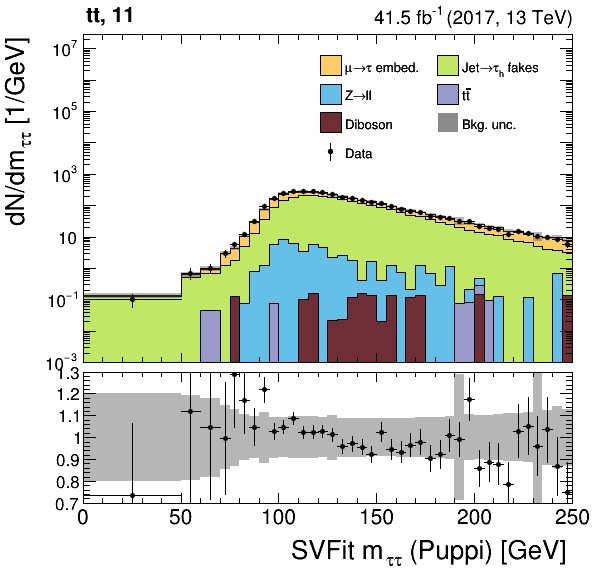 tt, 11
41.5 fb⁻¹ (2017, 13 TeV)
dN/dm_ττ [1/GeV]
10⁷
10⁵
10³
10
10⁻¹
10⁻³
μ→τ embed.
Jet→τ_h fakes
Z→ll
tt̄
Diboson
Bkg. unc.
Data
1.3
1.2
1.1
1
0.9
0.8
0.7
0 50 100 150 200 250
SVFit m_ττ (Puppi) [GeV]